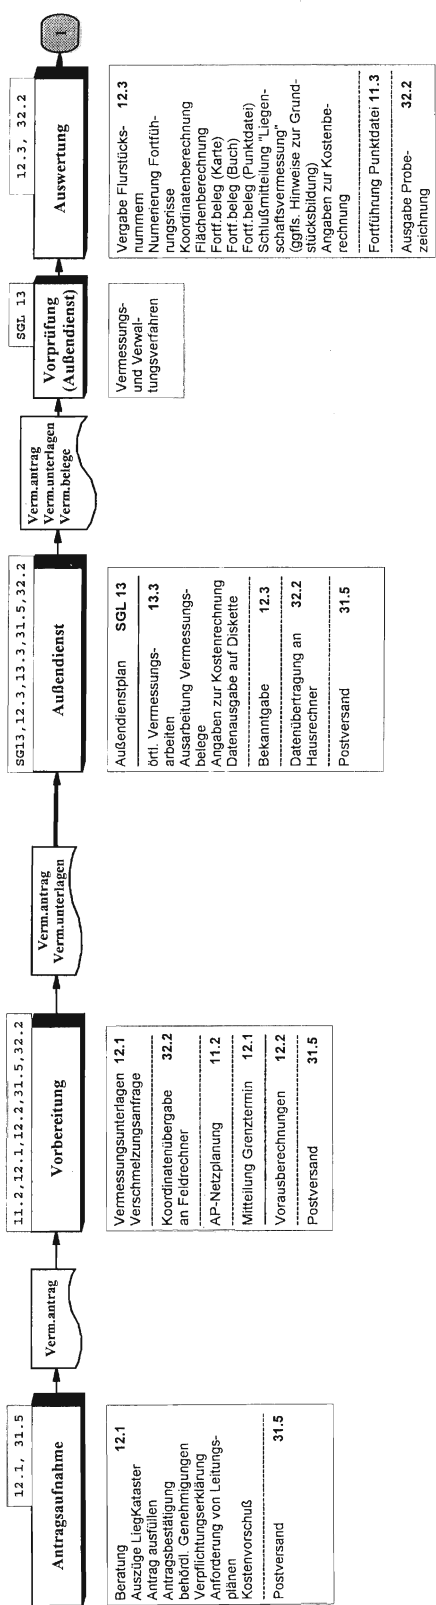 12.1, 31.5
Antragsaufnahme
Beratung 12.1
Auszüge LiegKataster
Antrag ausfüllen
Antragsbestätigung
behördl. Genehmigungen
Verpflichtungserklärung
Anforderung von Leitungs-
plänen
Kostenvorschuß
Postversand 31.5
Verm.antrag
11.2,12.1,12.2,31.5,32.2
Vorbereitung
Vermessungsunterlagen 12.1
Verschmelzungsanfrage
Koordinatenübergabe 32.2
an Feldrechner
AP-Netzplanung 11.2
Mitteilung Grenztermin 12.1
Vorausberechnungen 12.2
Postversand 31.5
Verm.antrag
Verm.unterlagen
SG13,12.3,13.3,31.5,32.2
Außendienst
Außendienstplan SGL 13
örtl. Vermessungs- 13.3
arbeiten
Ausarbeitung Vermessungs-
belege
Angaben zur Kostenrechnung
Datenausgabe auf Diskette
Bekanntgabe 12.3
Datenübertragung an 32.2
Hausrechner
Postversand 31.5
Verm.antrag
Verm.unterlagen
Verm.belege
SGL 13
Vorprüfung
(Außendienst)
Vermessungs-
und Verwal-
tungsverfahren
12.3, 32.2
Auswertung
Vergabe Flurstücks- 12.3
nummern
Numerierung Fortfüh-
rungsrisse
Koordinatenberechnung
Flächenberechnung
Fortf.beleg (Karte)
Fortf.beleg (Buch)
Fortf.beleg (Punktdatei)
Schlußmitteilung "Liegen-
schaftsvermessung"
(ggfls. Hinweise zur Grund-
stücksbildung)
Angaben zur Kostenbe-
rechnung
Fortführung Punktdatei 11.3
Ausgabe Probe- 32.2
zeichnung
1